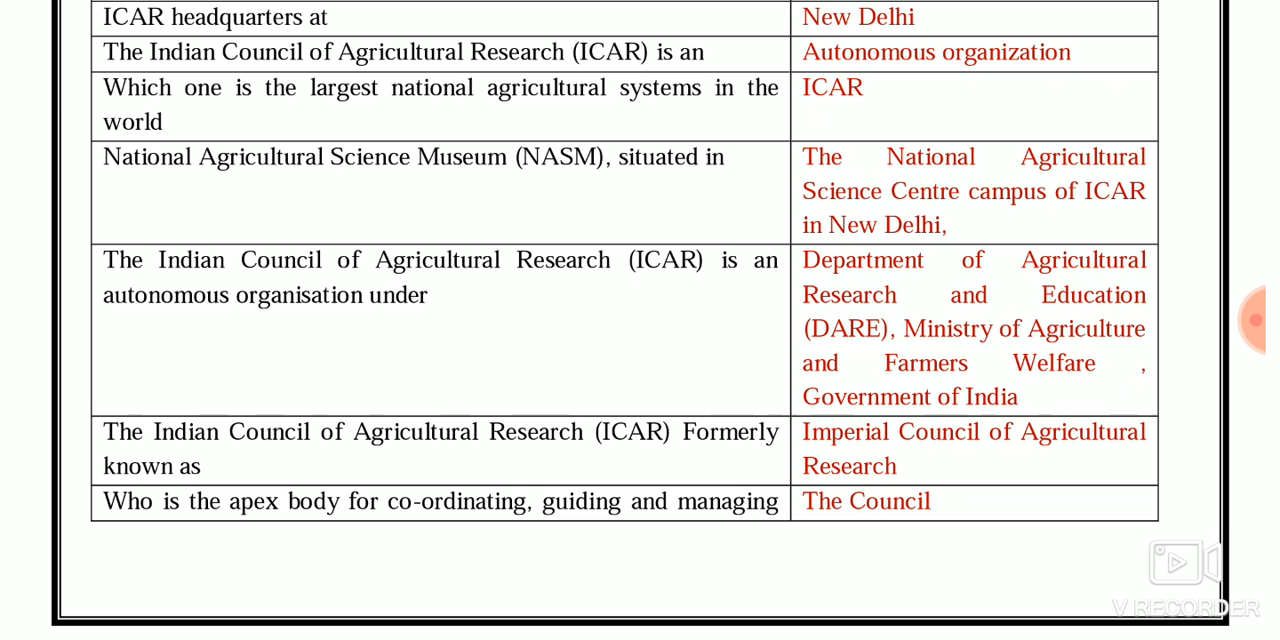 ICAR headquarters at
New Delhi
The Indian Council of Agricultural Research (ICAR) is an
Autonomous organization
Which one is the largest national agricultural systems in the
world
ICAR
National Agricultural Science Museum (NASM), situated in
The National Agricultural
Science Centre campus of ICAR
in New Delhi,
The Indian Council of Agricultural Research (ICAR) is an
autonomous organisation under
Department of Agricultural
Research and Education
(DARE), Ministry of Agriculture
and Farmers Welfare ,
Government of India
The Indian Council of Agricultural Research (ICAR) Formerly
known as
Imperial Council of Agricultural
Research
Who is the apex body for co-ordinating, guiding and managing
The Council
V RECORDER